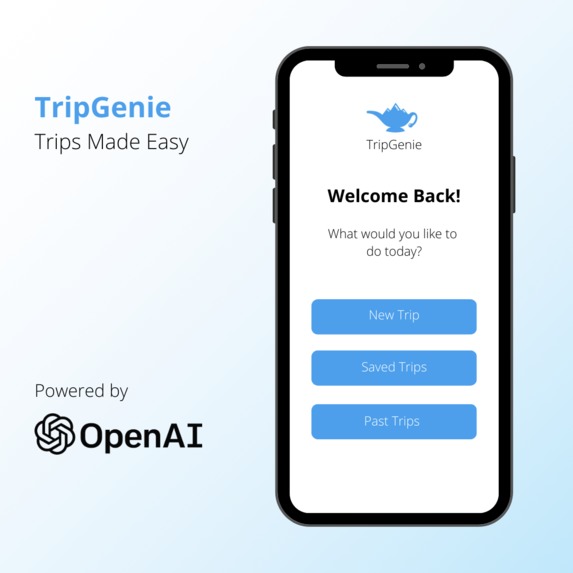 TripGenie
Trips Made Easy
Powered by
OpenAI
TripGenie
Welcome Back!
What would you like to
do today?
New Trip
Saved Trips
Past Trips